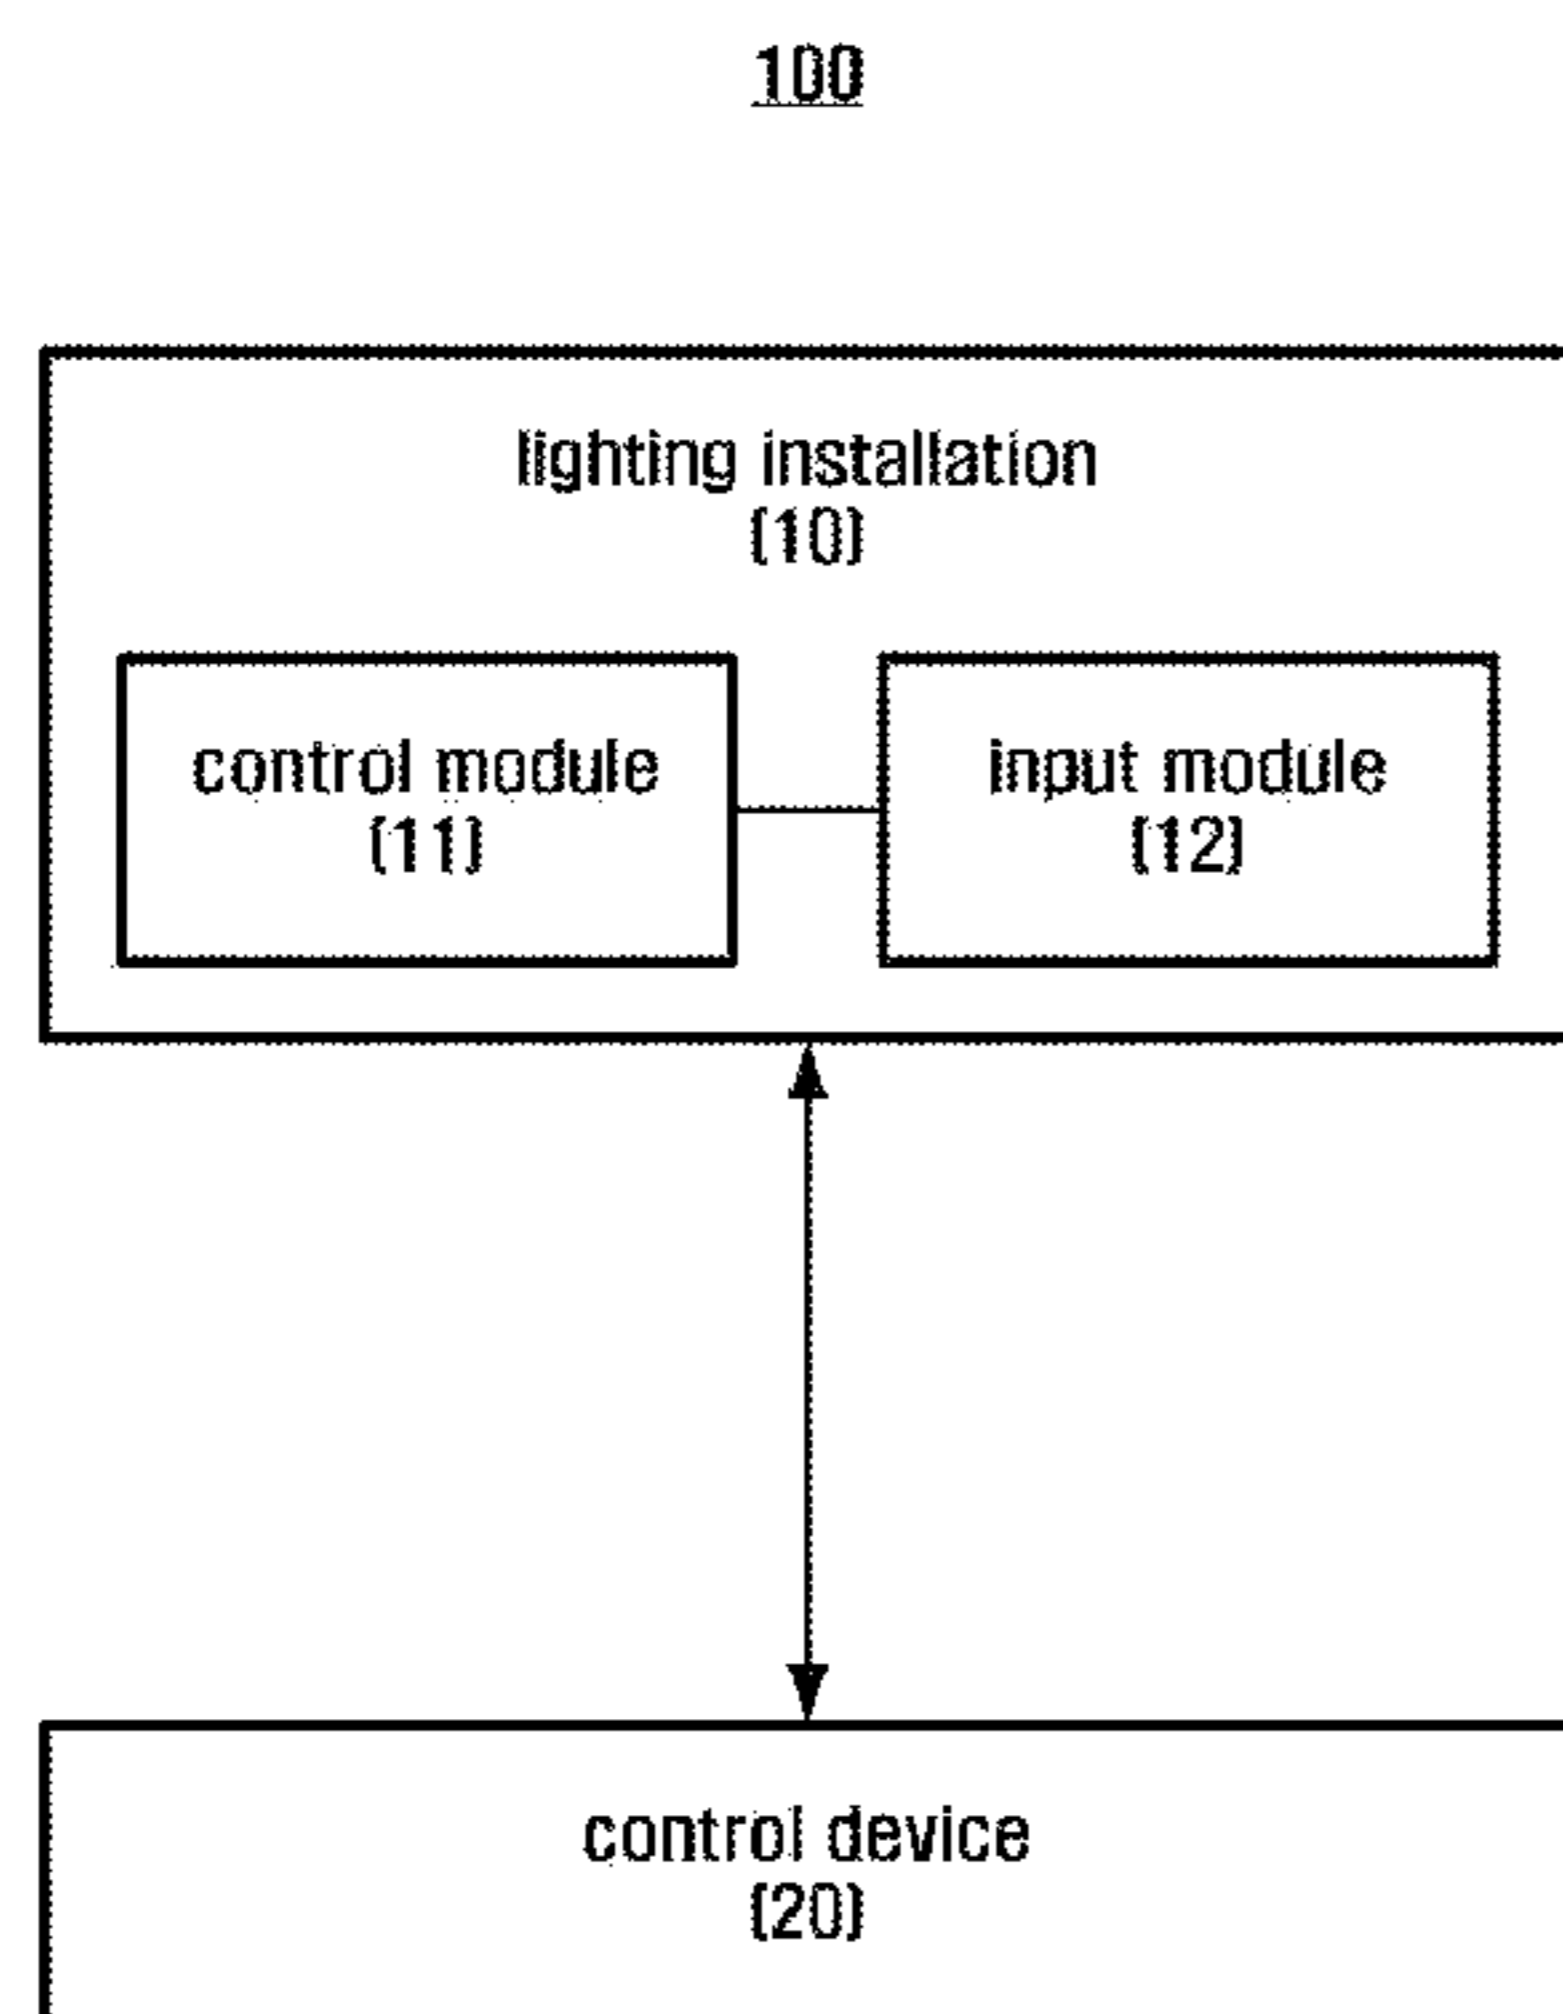 100
lighting installation
(10)
control module
(11)
input module
(12)
control device
(20)